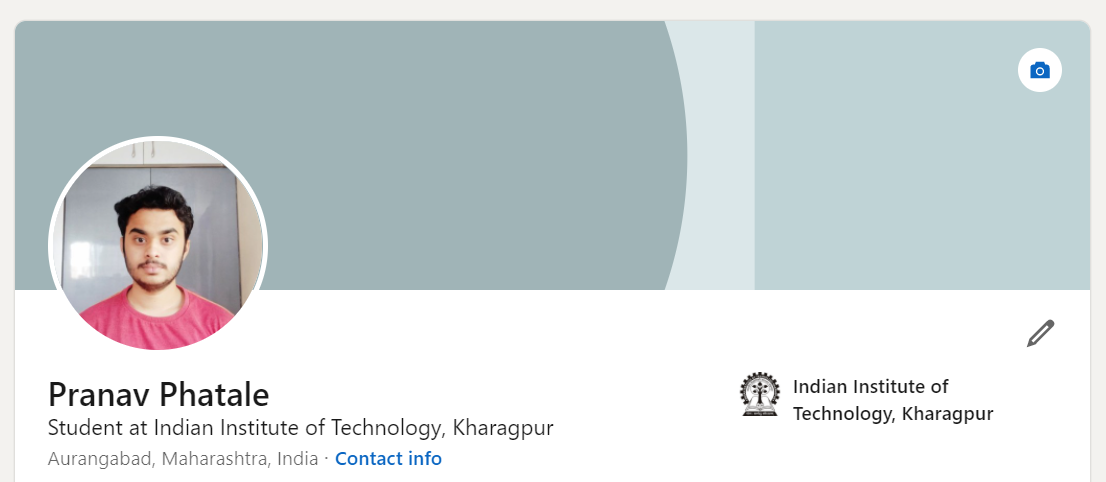 Pranav Phatale
Student at Indian Institute of Technology, Kharagpur
Aurangabad, Maharashtra, India · Contact info
Indian Institute of
Technology, Kharagpur